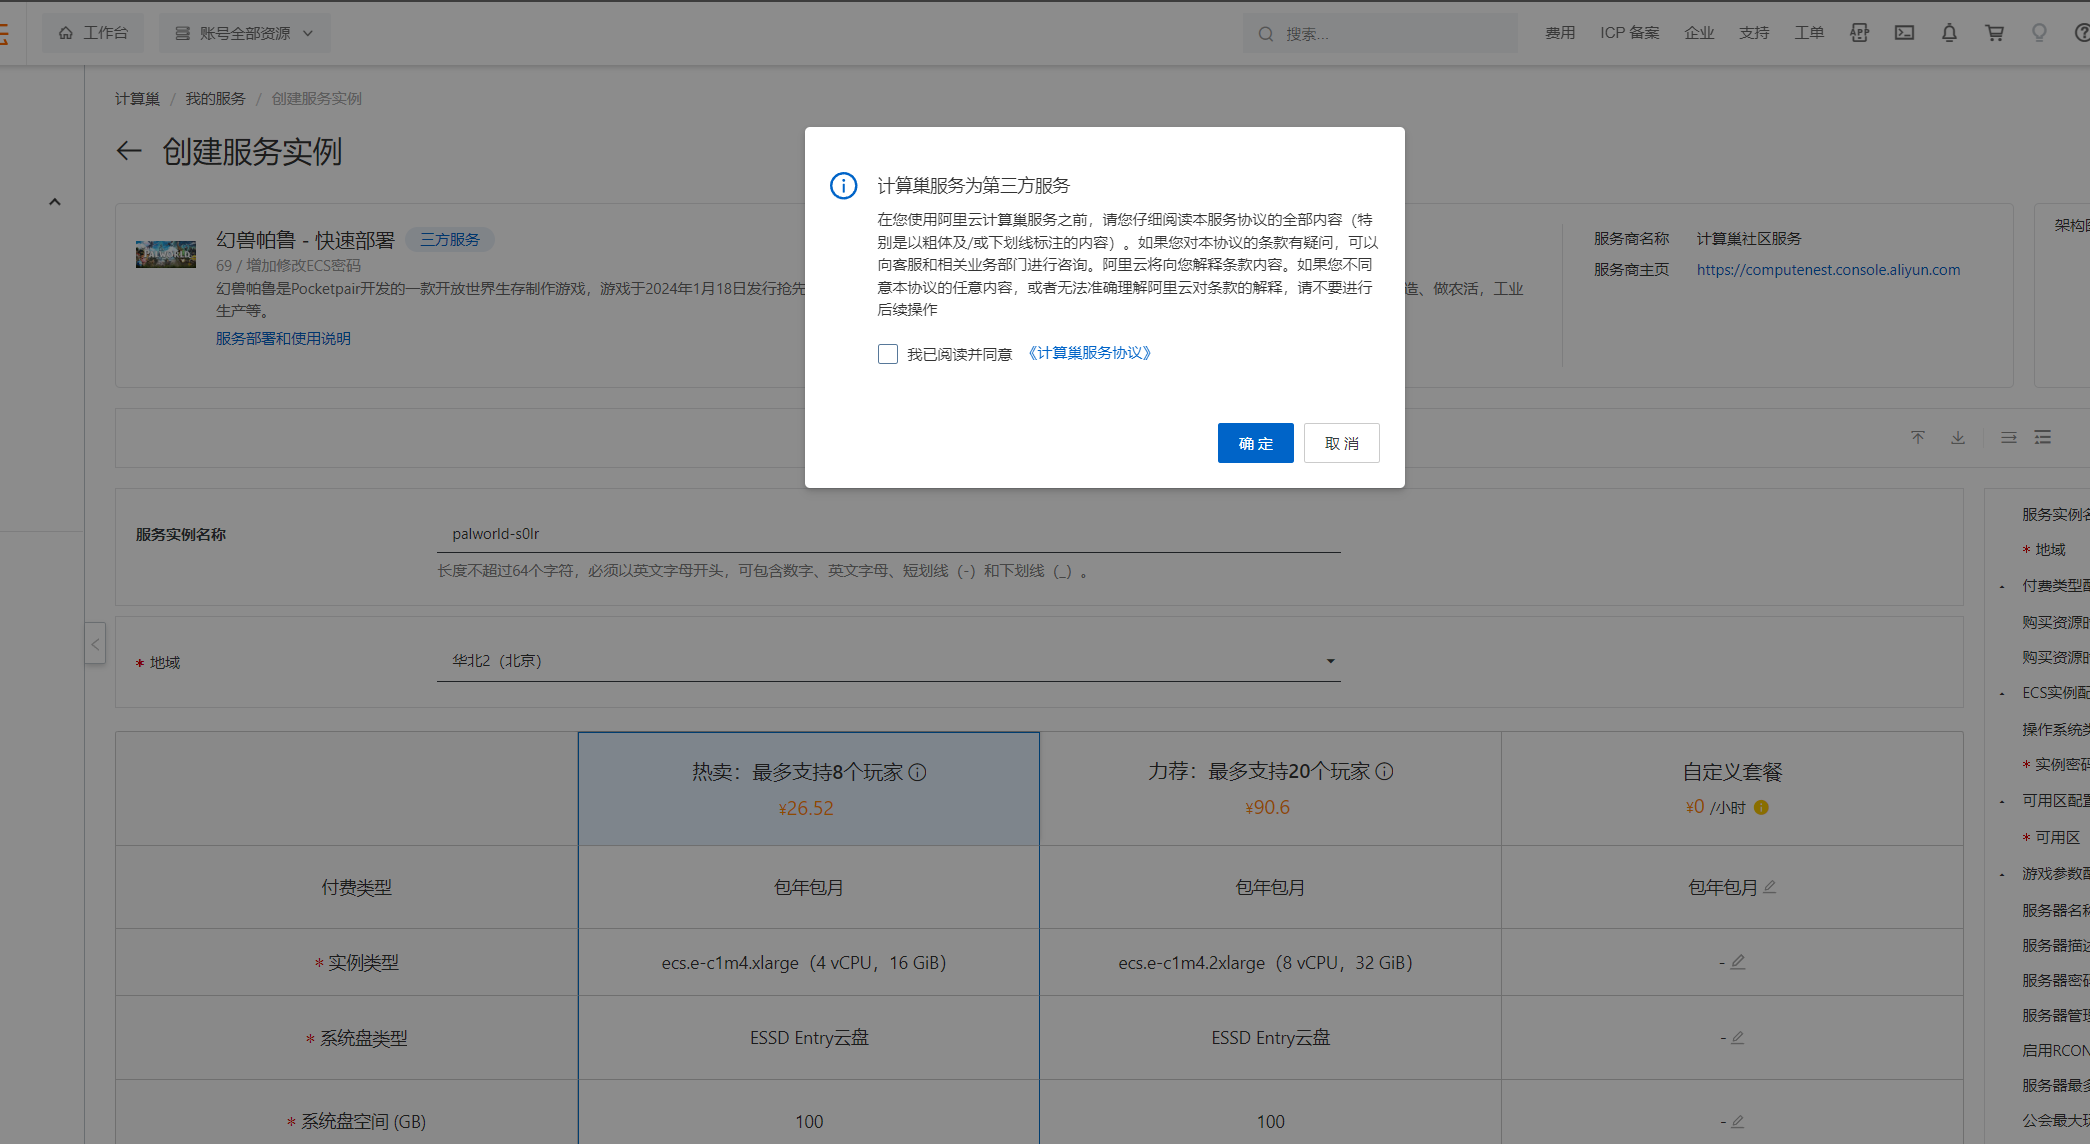 工作台
账号全部资源
搜索...
费用
ICP 备案
企业
支持
工单
计算巢 / 我的服务 / 创建服务实例
创建服务实例
幻兽帕鲁 - 快速部署
三方服务
69 / 增加修改ECS密码
幻兽帕鲁是Pocketpair开发的一款开放世界生存制作游戏，游戏于2024年1月18日发行抢先
造、做农活，工业
生产等。
服务部署和使用说明
服务商名称 计算巢社区服务
服务商主页 https://computenest.console.aliyun.com
架构
计算巢服务为第三方服务
在您使用阿里云计算巢服务之前，请您仔细阅读本服务协议的全部内容（特
别是以粗体及/或下划线标注的内容）。如果您对本协议的条款有疑问，可以
向客服和相关业务部门进行咨询。阿里云将向您解释条款内容。如果您不同
意本协议的任意内容，或者无法准确理解阿里云对条款的解释，请不要进行
后续操作
我已阅读并同意 《计算巢服务协议》
确 定
取 消
服务实例名称
palworld-s0lr
长度不超过64个字符，必须以英文字母开头，可包含数字、英文字母、短划线（-）和下划线（_）。
* 地域
华北2（北京）
热卖：最多支持8个玩家
¥26.52
力荐：最多支持20个玩家
¥90.6
自定义套餐
¥0 /小时
付费类型 包年包月 包年包月 包年包月
* 实例类型 ecs.e-c1m4.xlarge（4 vCPU，16 GiB） ecs.e-c1m4.2xlarge（8 vCPU，32 GiB） -
* 系统盘类型 ESSD Entry云盘 ESSD Entry云盘 -
* 系统盘空间 (GB) 100 100 -
服务实例
* 地域
付费类型
购买资源
购买资源
ECS实例
操作系统
* 实例密
可用区配
* 可用区
游戏参数
服务器名
服务器描
服务器密
服务器管
启用RCON
服务器最
公会最大